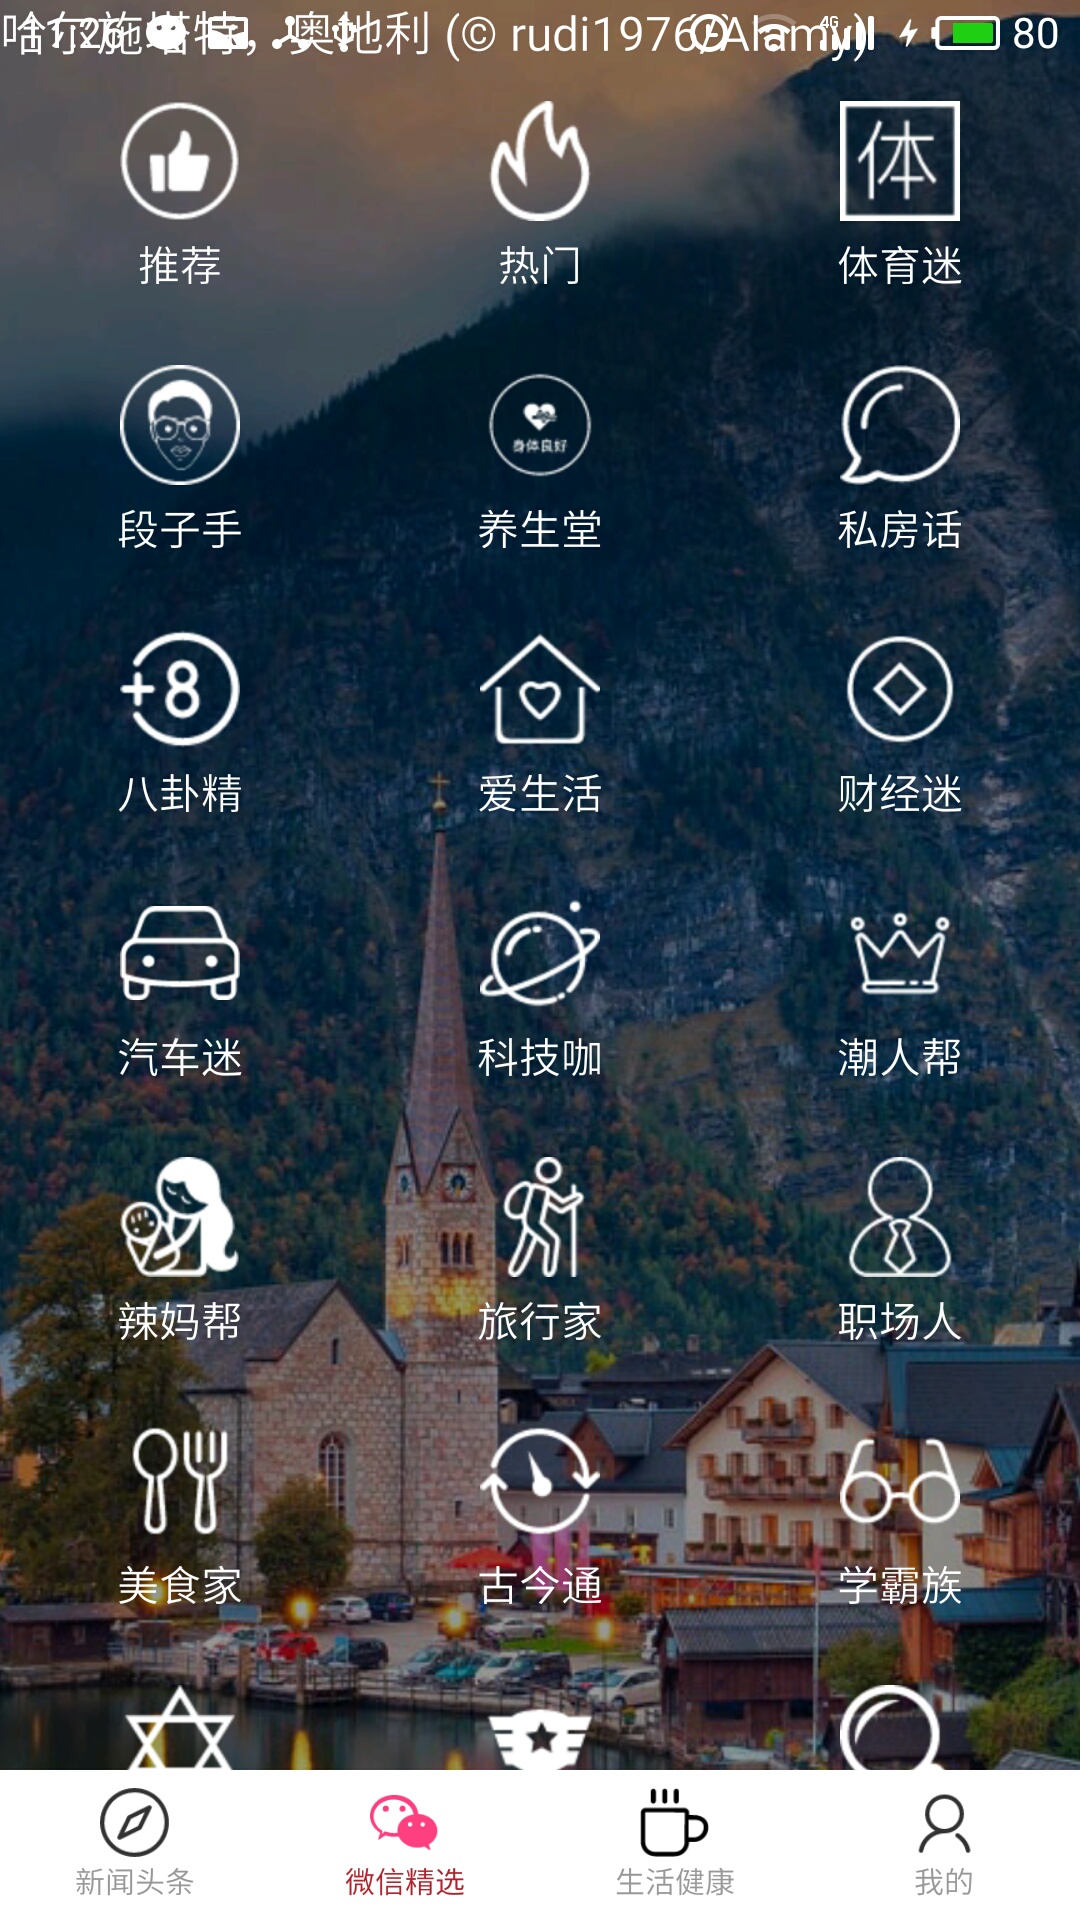 哈尔施塔特，奥地利 (© rudi1976/Alamy)
11:26 4G 80
体
推荐 热门 体育迷
身体良好
段子手 养生堂 私房话
+8
八卦精 爱生活 财经迷
汽车迷 科技咖 潮人帮
辣妈帮 旅行家 职场人
美食家 古今通 学霸族
新闻头条 微信精选 生活健康 我的